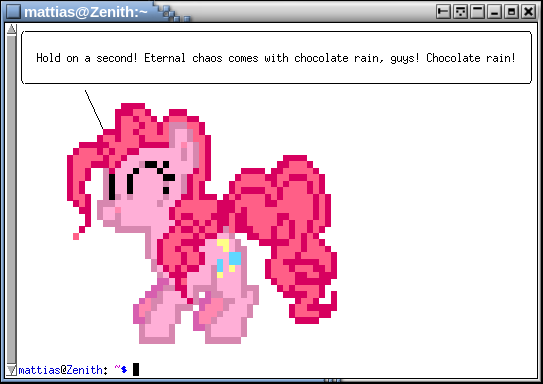 mattias@Zenith:~
Hold on a second! Eternal chaos comes with chocolate rain, guys! Chocolate rain!
mattias@Zenith: ~$